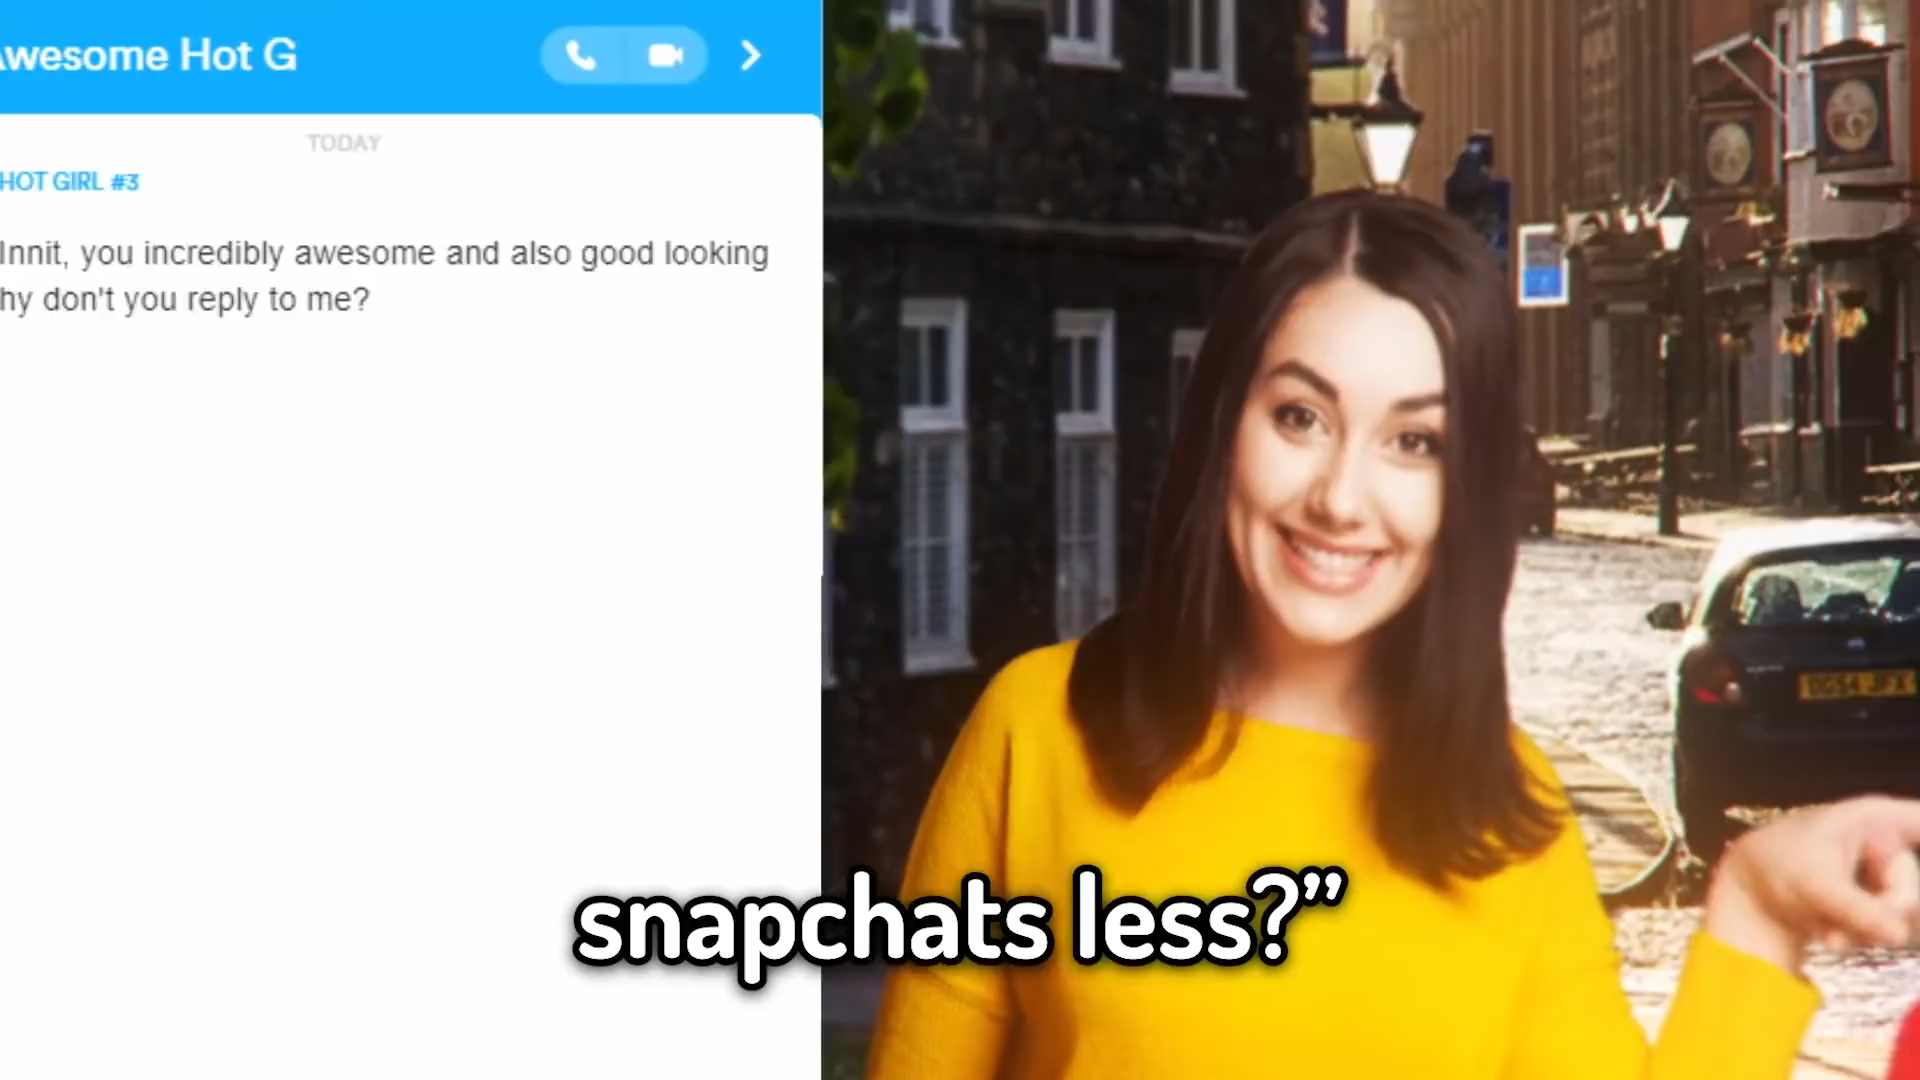 Awesome Hot G
TODAY
HOT GIRL #3
Innit, you incredibly awesome and also good looking
hy don't you reply to me?
snapchats less?”